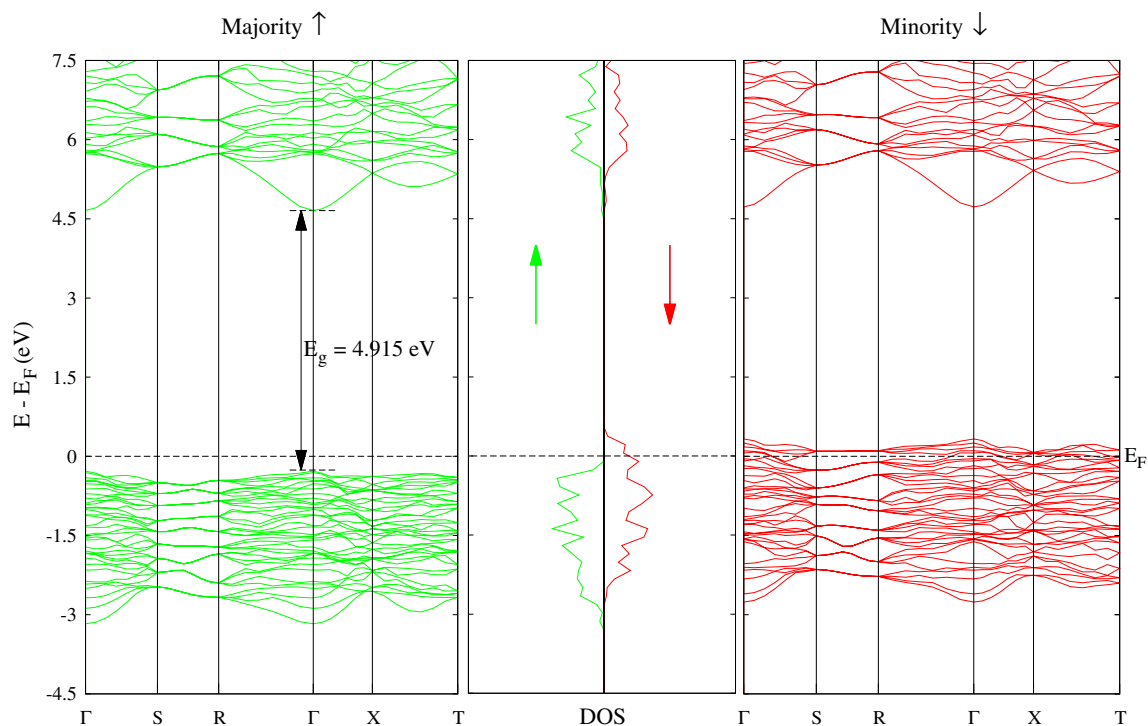 Majority ↑
Minority ↓
7.5
6
4.5
3
1.5
0
-1.5
-3
-4.5
E - E_F (eV)
E_g = 4.915 eV
E_F
Γ S R Γ X T
DOS
Γ S R Γ X T